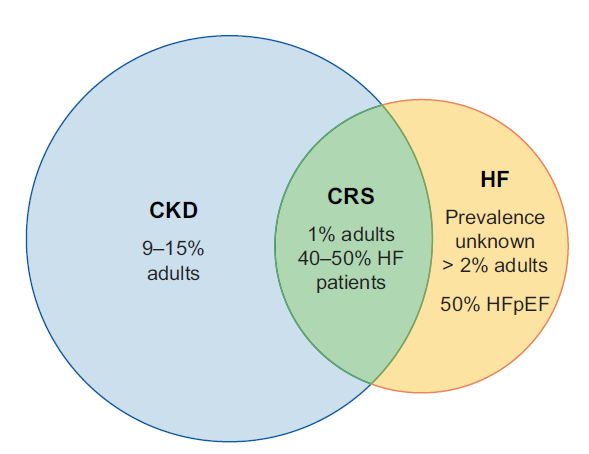 CKD
9–15%
adults
CRS
1% adults
40–50% HF
patients
HF
Prevalence
unknown
> 2% adults
50% HFpEF